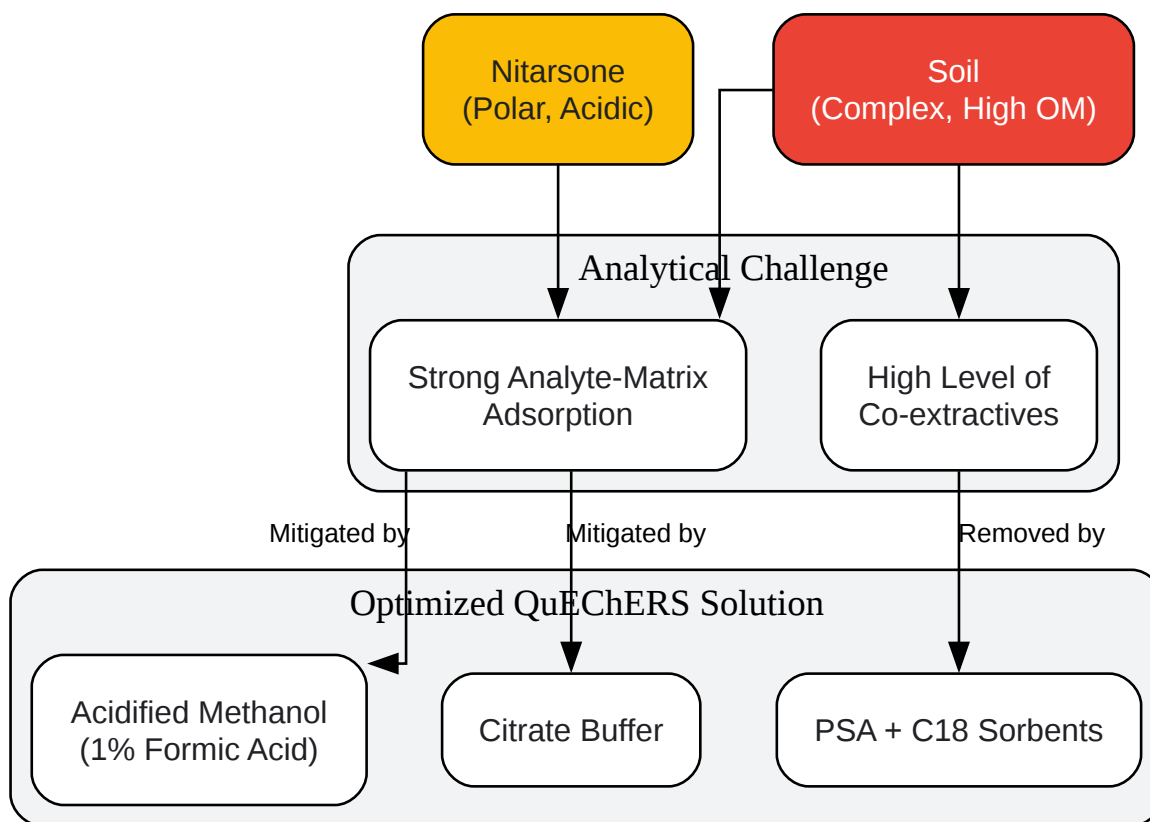 Nitarsone
(Polar, Acidic)
Soil
(Complex, High OM)
Analytical Challenge
Strong Analyte-Matrix
Adsorption
High Level of
Co-extractives
Mitigated by
Mitigated by
Removed by
Optimized QuEChERS Solution
Acidified Methanol
(1% Formic Acid)
Citrate Buffer
PSA + C18 Sorbents